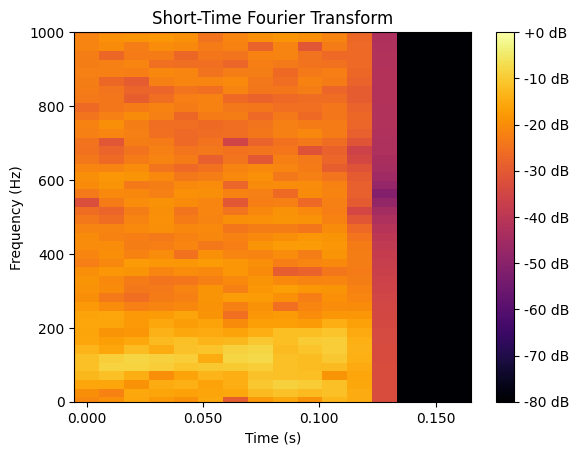 Short-Time Fourier Transform
1000
800
600
400
200
0
Frequency (Hz)
0.000
0.050
0.100
0.150
Time (s)
+0 dB
-10 dB
-20 dB
-30 dB
-40 dB
-50 dB
-60 dB
-70 dB
-80 dB